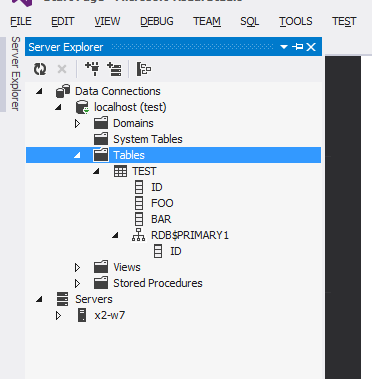 FILE EDIT VIEW DEBUG TEAM SQL TOOLS TEST
Server Explorer
Server Explorer
Data Connections
localhost (test)
Domains
System Tables
Tables
TEST
ID
FOO
BAR
RDB$PRIMARY1
ID
Views
Stored Procedures
Servers
x2-w7